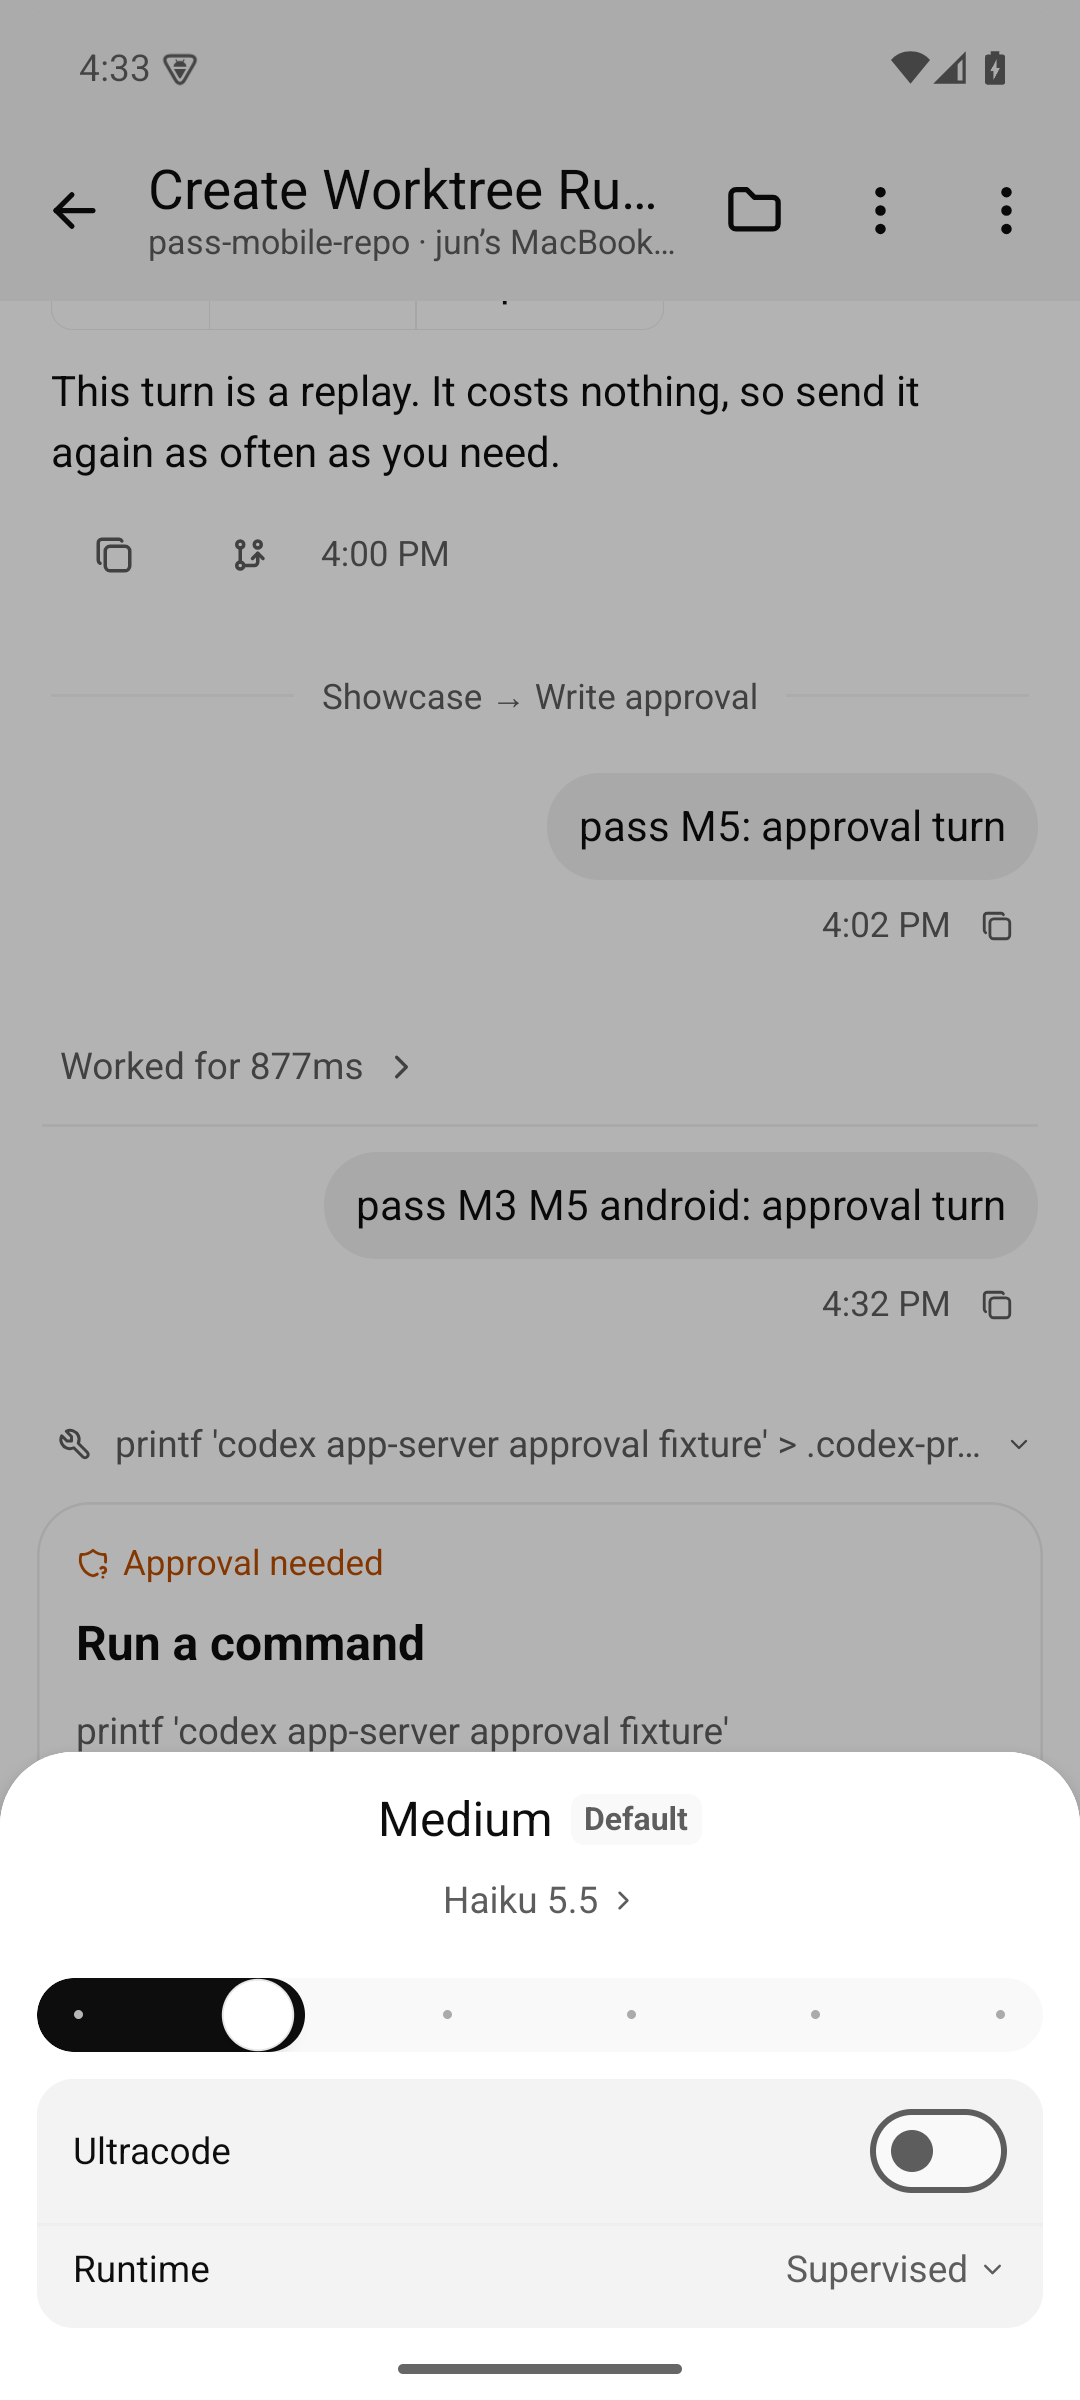 4:33
Create Worktree Ru...
pass-mobile-repo · jun’s MacBook...
This turn is a replay. It costs nothing, so send it
again as often as you need.
4:00 PM
Showcase → Write approval
pass M5: approval turn
4:02 PM
Worked for 877ms
pass M3 M5 android: approval turn
4:32 PM
printf 'codex app-server approval fixture' > .codex-pr...
Approval needed
Run a command
printf 'codex app-server approval fixture'
Medium Default
Haiku 5.5
Ultracode
Runtime Supervised